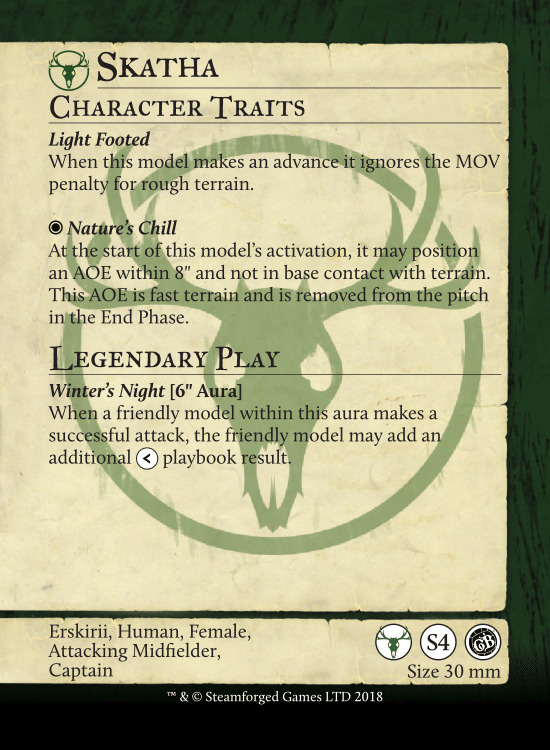 Skatha
Character Traits
Light Footed
When this model makes an advance it ignores the MOV
penalty for rough terrain.
Nature's Chill
At the start of this model's activation, it may position
an AOE within 8" and not in base contact with terrain.
This AOE is fast terrain and is removed from the pitch
in the End Phase.
Legendary Play
Winter's Night [6" Aura]
When a friendly model within this aura makes a
successful attack, the friendly model may add an
additional < playbook result.
Erskirii, Human, Female,
Attacking Midfielder,
Captain
S4
GB
Size 30 mm
™ & © Steamforged Games LTD 2018